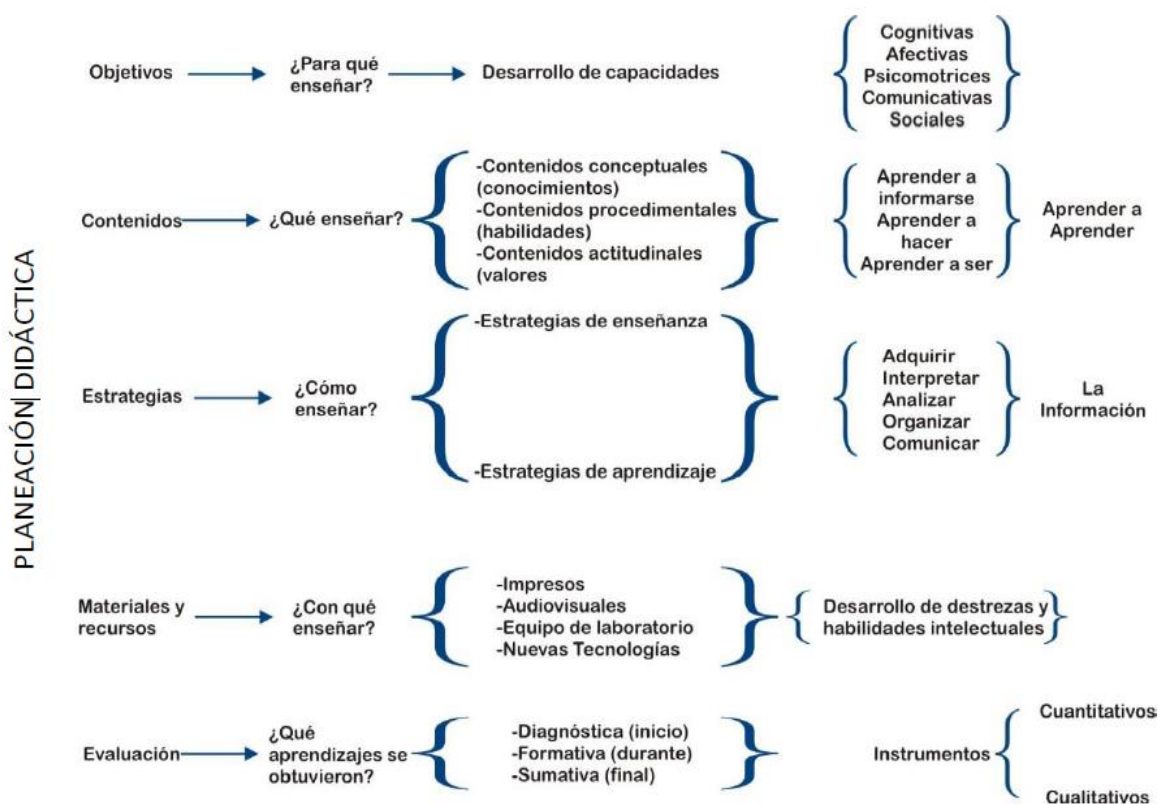 PLANEACIÓN DIDÁCTICA
Objetivos
¿Para qué
enseñar?
Desarrollo de capacidades
Cognitivas
Afectivas
Psicomotrices
Comunicativas
Sociales
Contenidos
¿Qué enseñar?
-Contenidos conceptuales
(conocimientos)
-Contenidos procedimentales
(habilidades)
-Contenidos actitudinales
(valores
Aprender a
informarse
Aprender a
hacer
Aprender a ser
Aprender a
Aprender
Estrategias
¿Cómo
enseñar?
-Estrategias de enseñanza
-Estrategias de aprendizaje
Adquirir
Interpretar
Analizar
Organizar
Comunicar
La
Información
Materiales y
recursos
¿Con qué
enseñar?
-Impresos
-Audiovisuales
-Equipo de laboratorio
-Nuevas Tecnologías
Desarrollo de destrezas y
habilidades intelectuales
Evaluación
¿Qué
aprendizajes se
obtuvieron?
-Diagnóstica (inicio)
-Formativa (durante)
-Sumativa (final)
Instrumentos
Cuantitativos
Cualitativos